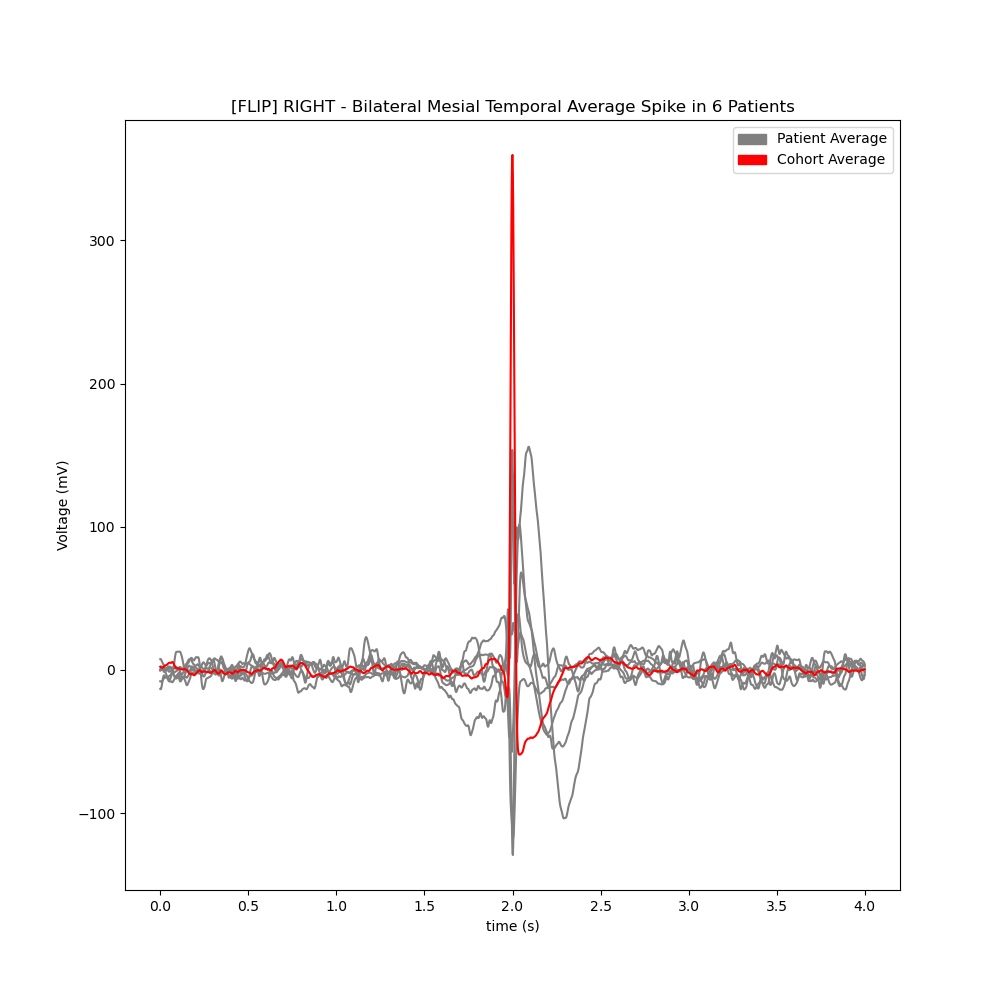 [FLIP] RIGHT - Bilateral Mesial Temporal Average Spike in 6 Patients
Patient Average
Cohort Average
Voltage (mV)
300
200
100
0
−100
0.0 0.5 1.0 1.5 2.0 2.5 3.0 3.5 4.0
time (s)